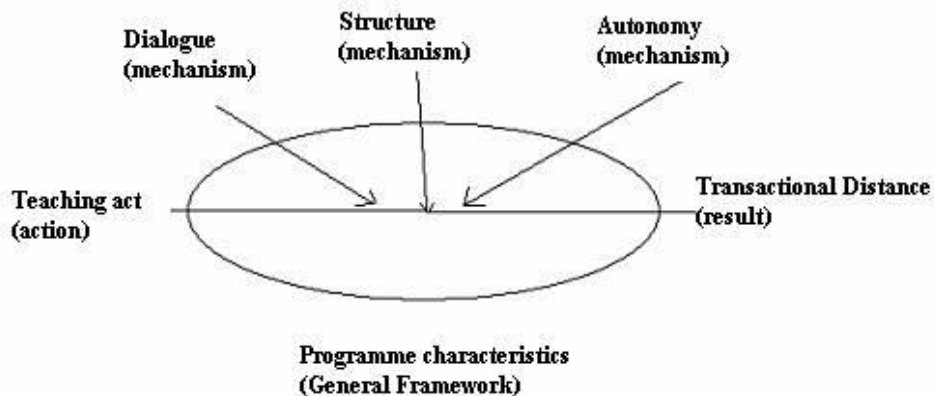 Dialogue
(mechanism)
Structure
(mechanism)
Autonomy
(mechanism)
Teaching act
(action)
Transactional Distance
(result)
Programme characteristics
(General Framework)